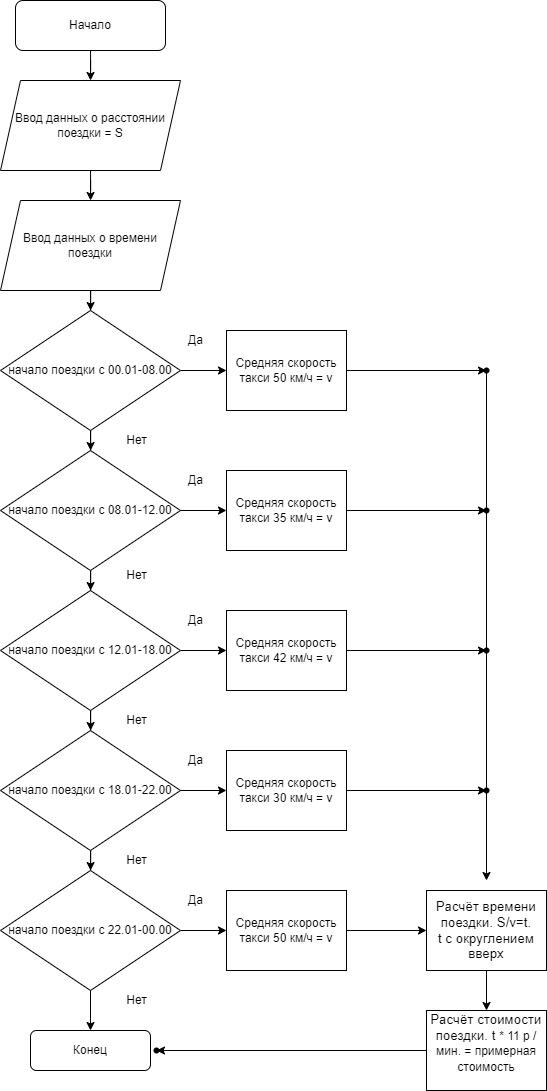 Начало
Ввод данных о расстоянии
поездки = S
Ввод данных о времени
поездки
начало поездки с 00.01-08.00
Да
Средняя скорость
такси 50 км/ч = v
Нет
начало поездки с 08.01-12.00
Да
Средняя скорость
такси 35 км/ч = v
Нет
начало поездки с 12.01-18.00
Да
Средняя скорость
такси 42 км/ч = v
Нет
начало поездки с 18.01-22.00
Да
Средняя скорость
такси 30 км/ч = v
Нет
начало поездки с 22.01-00.00
Да
Средняя скорость
такси 50 км/ч = v
Расчёт времени
поездки. S/v=t.
t с округлением
вверх
Нет
Конец
Расчёт стоимости
поездки. t * 11 р /
мин. = примерная
стоимость